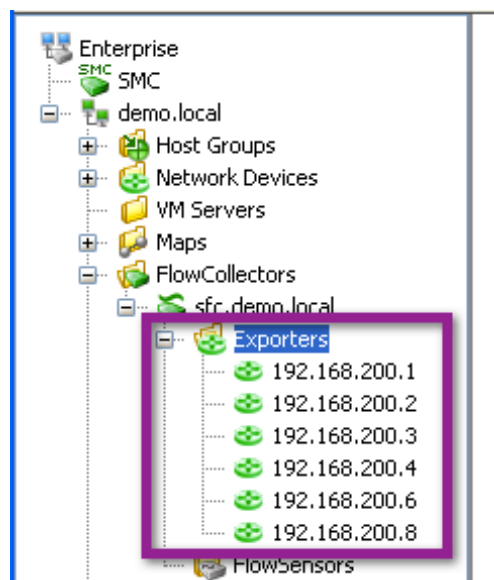 Enterprise
SMC
SMC
demo.local
Host Groups
Network Devices
VM Servers
Maps
FlowCollectors
sfc.demo.local
Exporters
192.168.200.1
192.168.200.2
192.168.200.3
192.168.200.4
192.168.200.6
192.168.200.8
FlowSensors